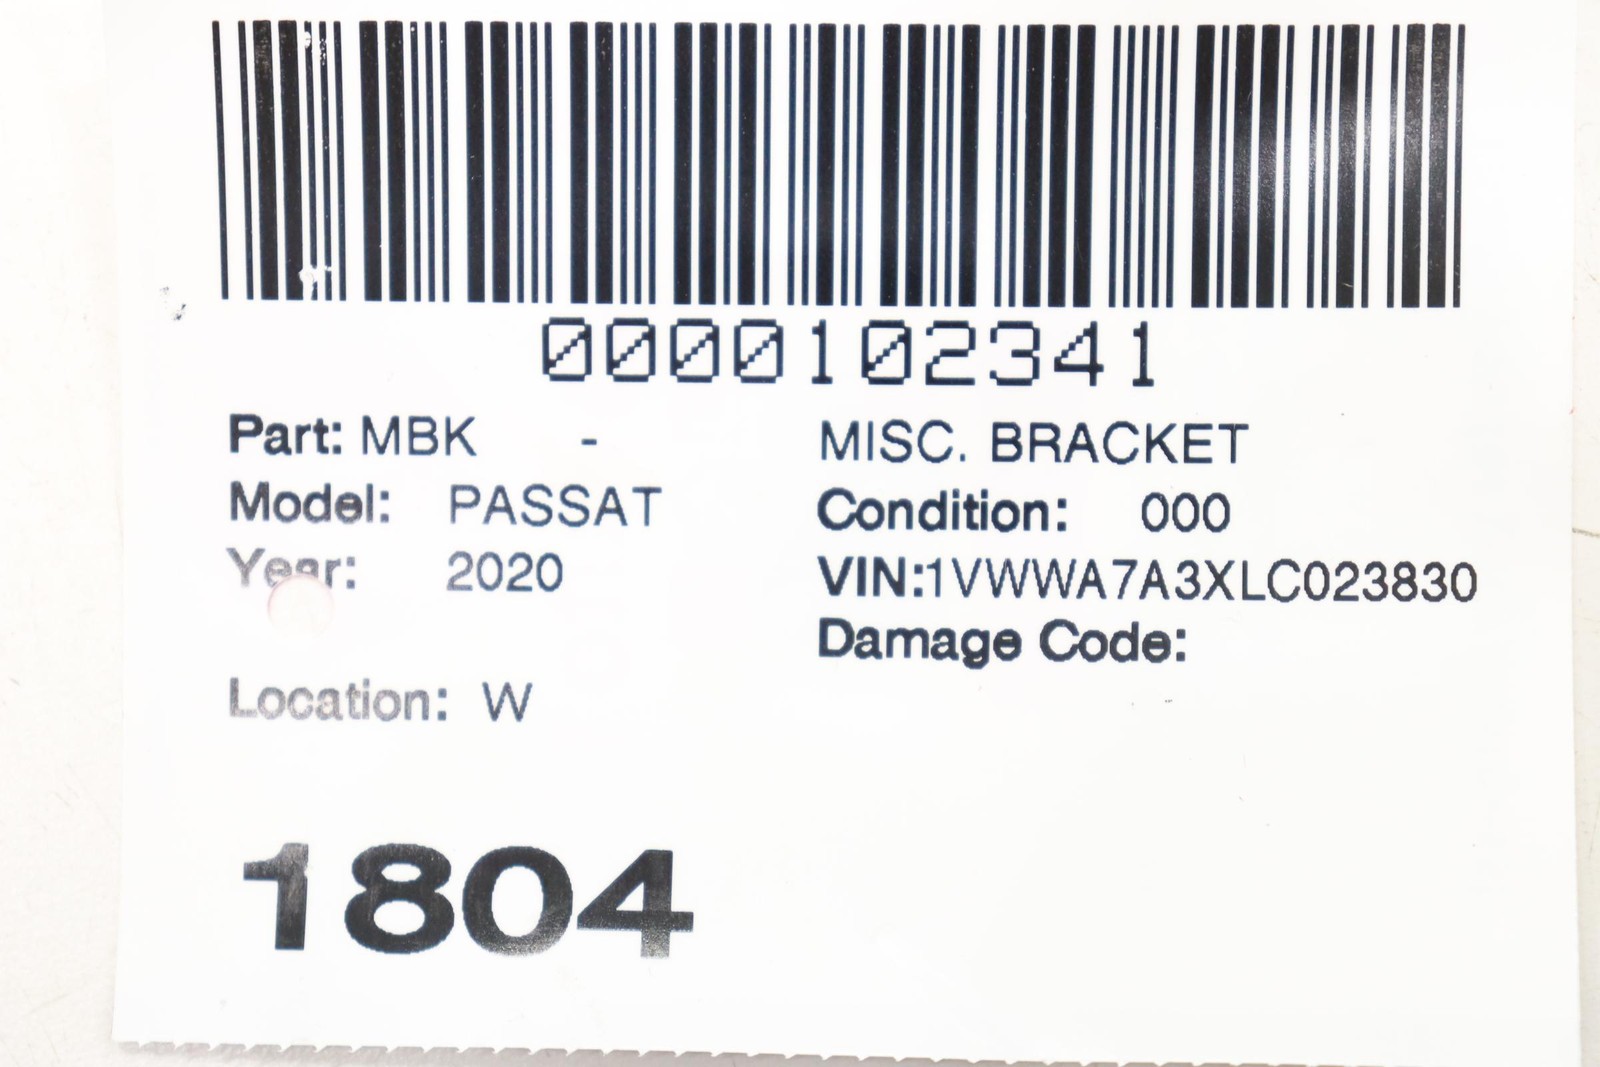 0000102341
Part: MBK - MISC. BRACKET
Model: PASSAT Condition: 000
Year: 2020 VIN:1VWWA7A3XLC023830
Damage Code:
Location: W
1804